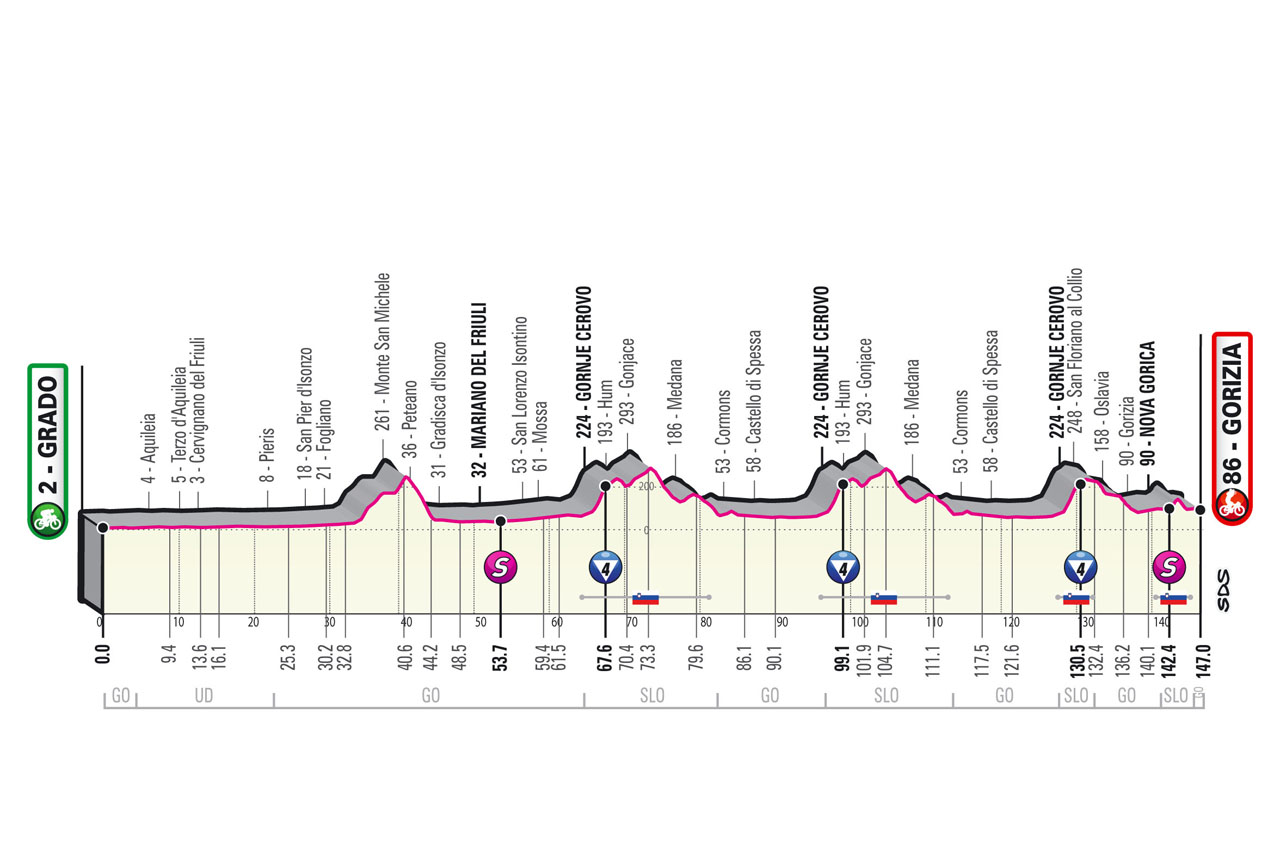 2 - GRADO
4 - Aquileia
5 - Terzo d'Aquileia
3 - Cervignano del Friuli
8 - Pieris
18 - San Pier d'Isonzo
21 - Fogliano
261 - Monte San Michele
36 - Peteano
31 - Gradisca d'Isonzo
32 - MARIANO DEL FRIULI
53 - San Lorenzo Isontino
61 - Mossa
224 - GORNJE CEROVO
193 - Hum
293 - Gonjace
186 - Medana
53 - Cormons
58 - Castello di Spessa
224 - GORNJE CEROVO
193 - Hum
293 - Gonjace
186 - Medana
53 - Cormons
58 - Castello di Spessa
224 - GORNJE CEROVO
248 - San Floriano al Collio
158 - Oslavia
90 - Gorizia
90 - NOVA GORICA
86 - GORIZIA
200
0
S
4
4
4
S
SDS
0 10 20 30 40 50 60 70 80 90 100 110 120 130 140
0.0 9.4 13.6 16.1 25.3 30.2 32.8 40.6 44.2 48.5 53.7 59.4 61.5 67.6 70.4 73.3 79.6 86.1 90.1 99.1 101.9 104.7 111.1 117.5 121.6 130.5 132.4 136.2 140.1 142.4 147.0
GO UD GO SLO GO SLO GO SLO GO SLO GO